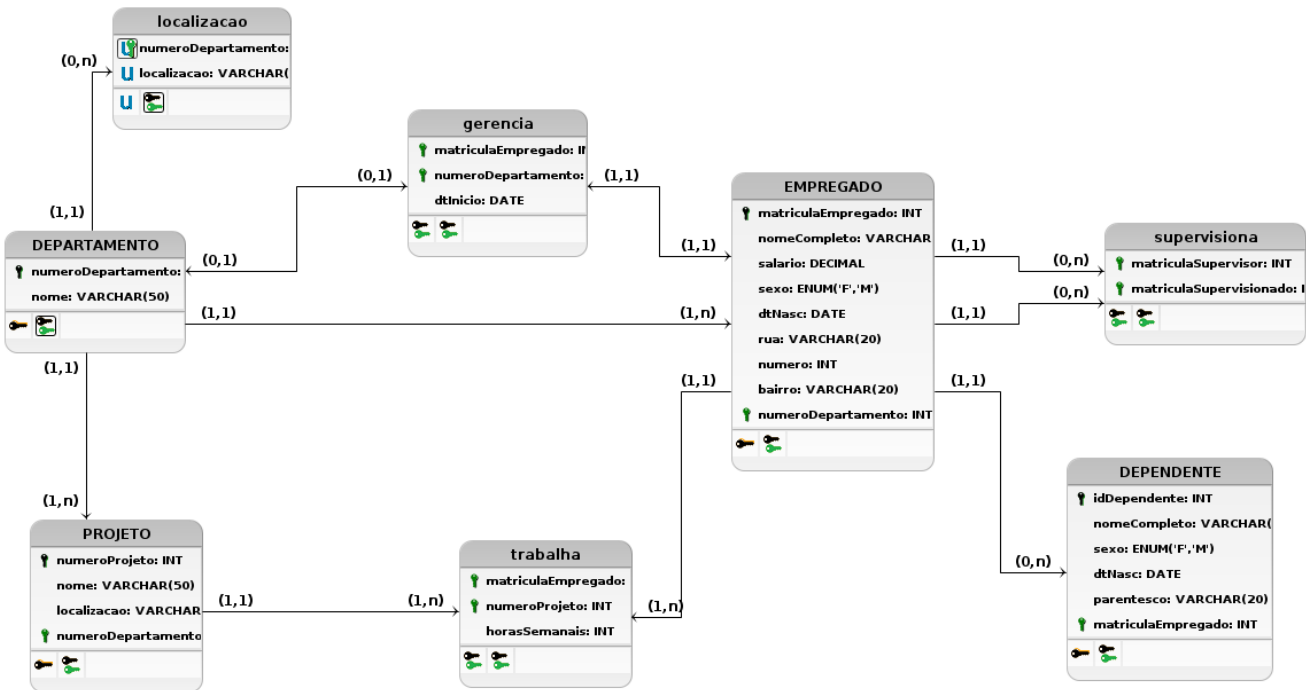 localizacao
numeroDepartamento:
localizacao: VARCHAR(
(0,n)
(1,1)
gerencia
matriculaEmpregado: IN
numeroDepartamento:
dtInicio: DATE
(0,1)
(1,1)
DEPARTAMENTO
numeroDepartamento:
nome: VARCHAR(50)
(0,1)
(1,1)
(1,1)
EMPREGADO
matriculaEmpregado: INT
nomeCompleto: VARCHAR
salario: DECIMAL
sexo: ENUM('F','M')
dtNasc: DATE
rua: VARCHAR(20)
numero: INT
bairro: VARCHAR(20)
numeroDepartamento: INT
(1,1)
(1,n)
(1,1)
(1,1)
(1,1)
(1,1)
supervisiona
matriculaSupervisor: INT
matriculaSupervisionado: I
(0,n)
(0,n)
(1,n)
PROJETO
numeroProjeto: INT
nome: VARCHAR(50)
localizacao: VARCHAR
numeroDepartamento
(1,1)
(1,n)
trabalha
matriculaEmpregado:
numeroProjeto: INT
horasSemanais: INT
(1,n)
DEPENDENTE
idDependente: INT
nomeCompleto: VARCHAR(
sexo: ENUM('F','M')
dtNasc: DATE
parentesco: VARCHAR(20)
matriculaEmpregado: INT
(0,n)